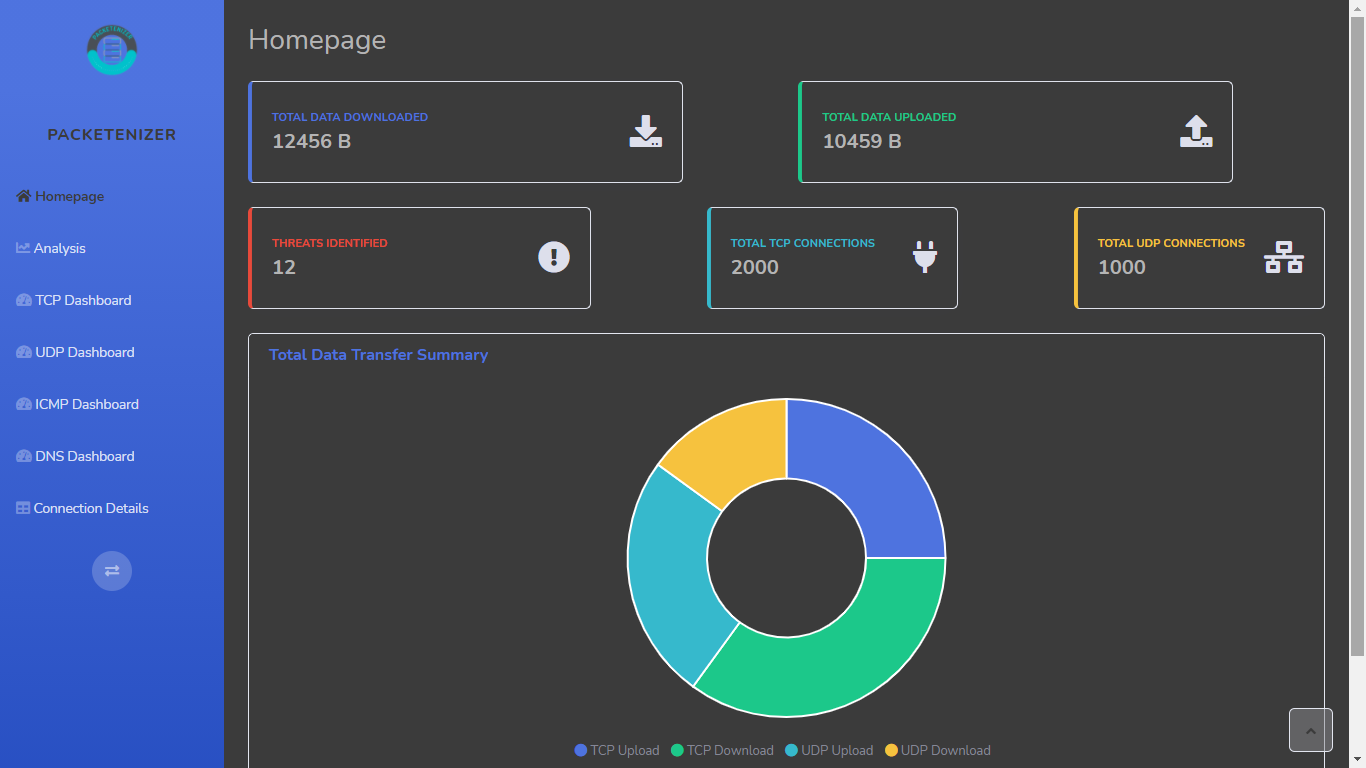 PACKETENIZER
PACKETENIZER
Homepage
Analysis
TCP Dashboard
UDP Dashboard
ICMP Dashboard
DNS Dashboard
Connection Details
Homepage
TOTAL DATA DOWNLOADED
12456 B
TOTAL DATA UPLOADED
10459 B
THREATS IDENTIFIED
12
TOTAL TCP CONNECTIONS
2000
TOTAL UDP CONNECTIONS
1000
Total Data Transfer Summary
TCP Upload TCP Download UDP Upload UDP Download